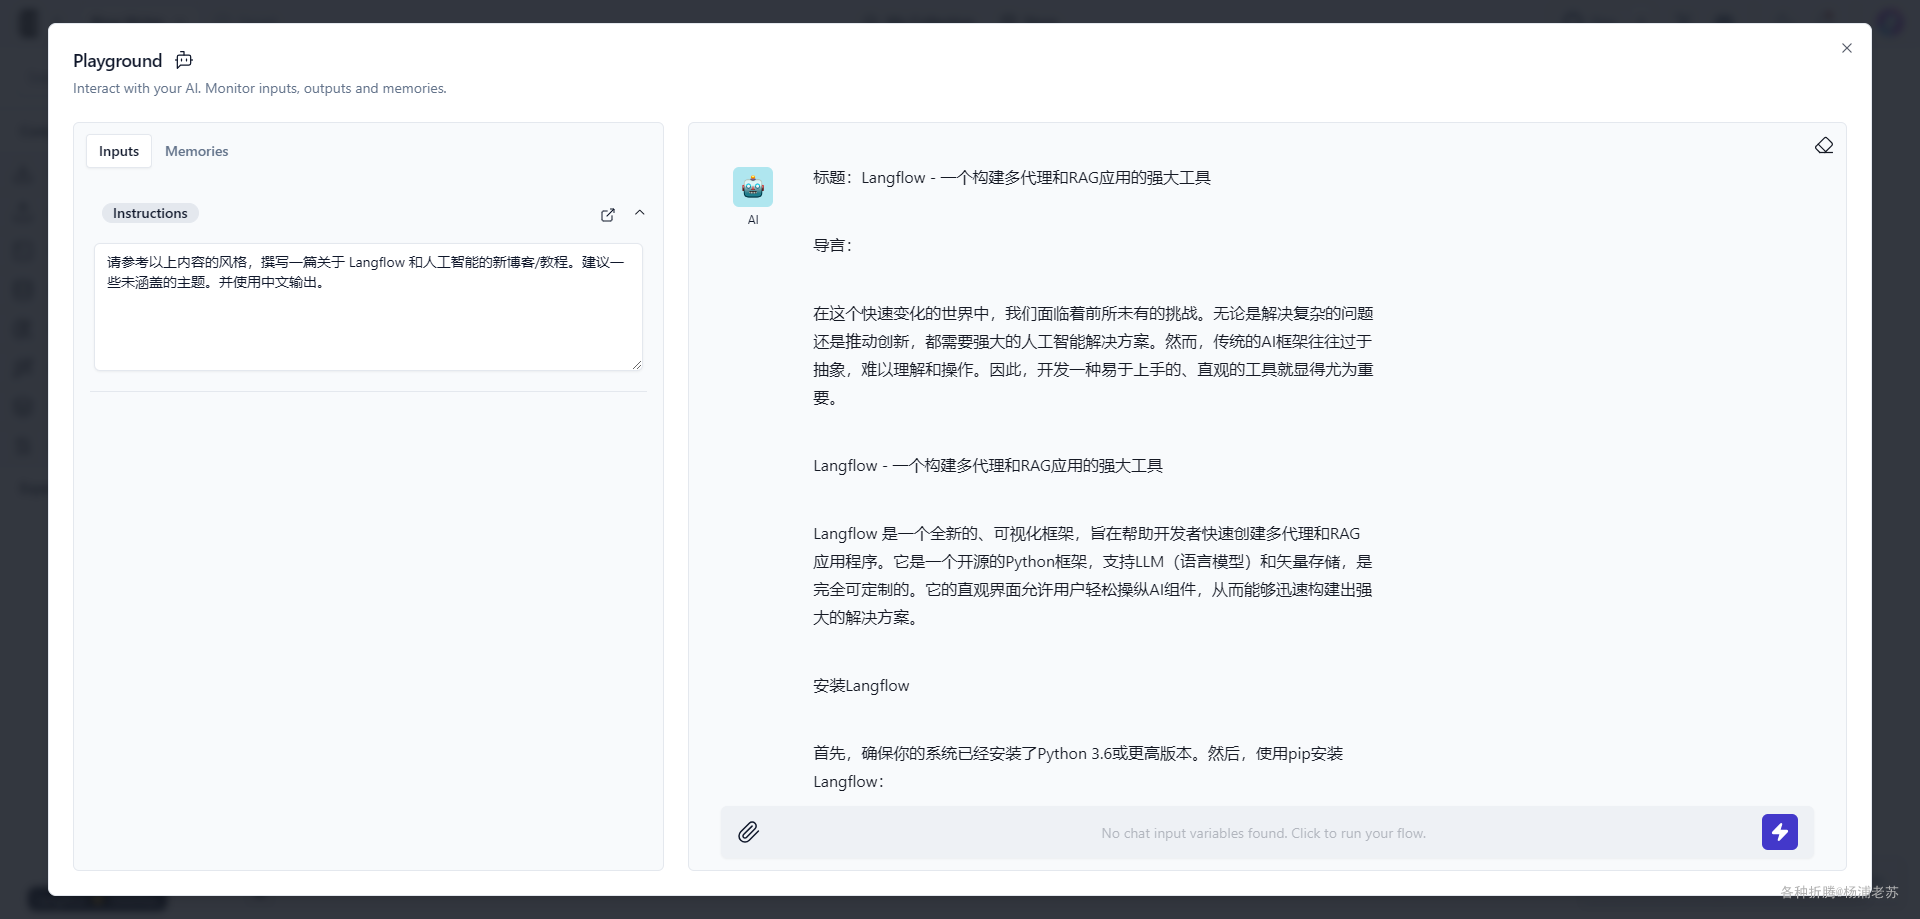 Playground
Interact with your AI. Monitor inputs, outputs and memories.
Inputs
Memories
Instructions
请参考以上内容的风格，撰写一篇关于 Langflow 和人工智能的新博客/教程。建议一
些未涵盖的主题。并使用中文输出。
AI
标题：Langflow - 一个构建多代理和RAG应用的强大工具
导言：
在这个快速变化的世界中，我们面临着前所未有的挑战。无论是解决复杂的问题
还是推动创新，都需要强大的人工智能解决方案。然而，传统的AI框架往往过于
抽象，难以理解和操作。因此，开发一种易于上手的、直观的工具就显得尤为重
要。
Langflow - 一个构建多代理和RAG应用的强大工具
Langflow 是一个全新的、可视化框架，旨在帮助开发者快速创建多代理和RAG
应用程序。它是一个开源的Python框架，支持LLM（语言模型）和矢量存储，是
完全可定制的。它的直观界面允许用户轻松操纵AI组件，从而能够迅速构建出强
大的解决方案。
安装Langflow
首先，确保你的系统已经安装了Python 3.6或更高版本。然后，使用pip安装
Langflow：
No chat input variables found. Click to run your flow.
各种折腾@杨浦老苏